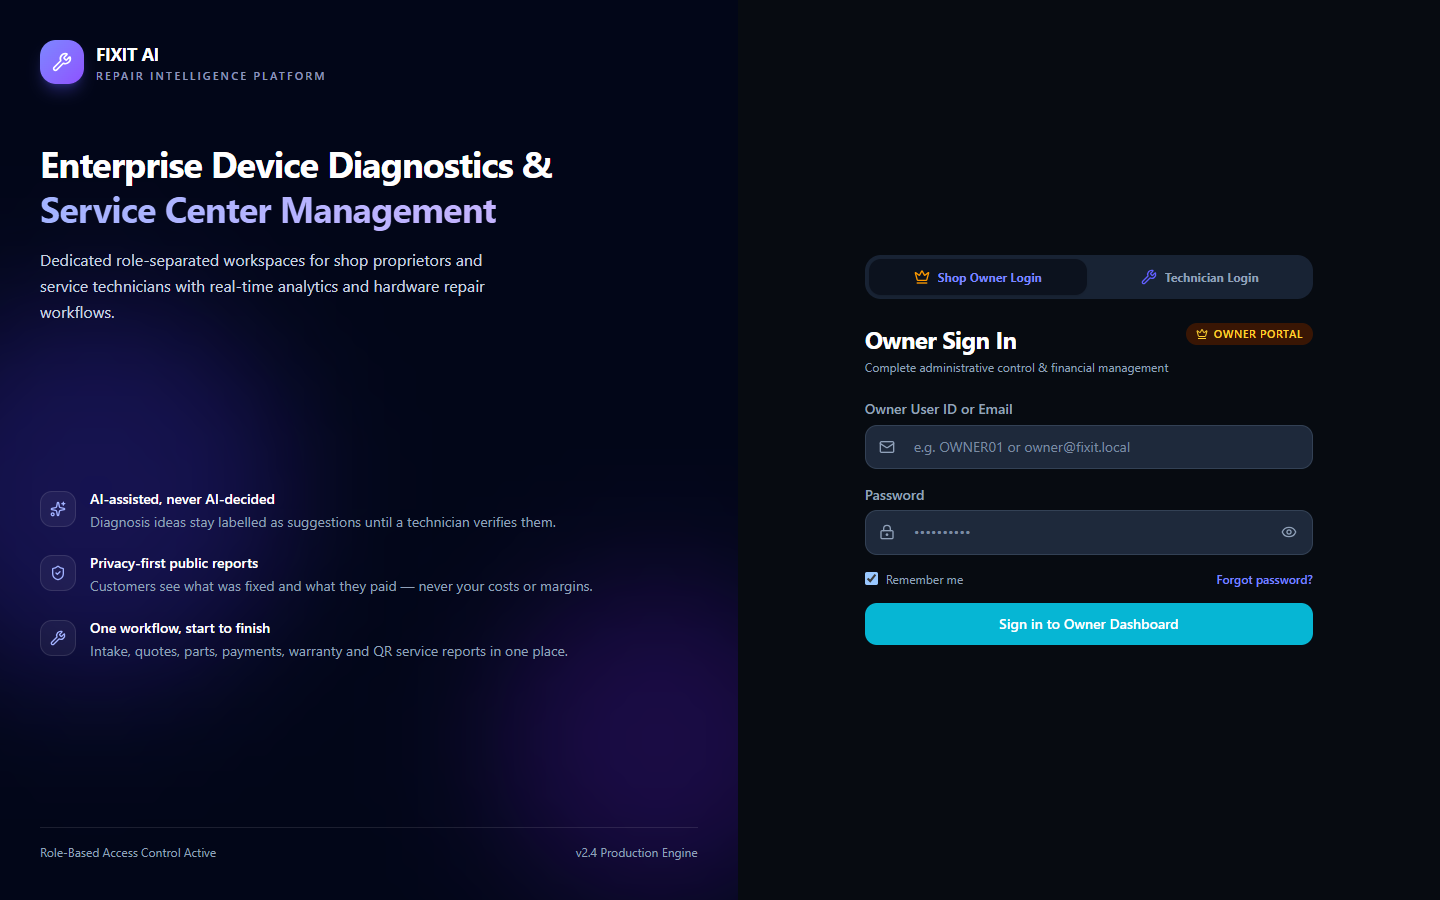 FIXIT AI
REPAIR INTELLIGENCE PLATFORM
Enterprise Device Diagnostics &
Service Center Management
Dedicated role-separated workspaces for shop proprietors and
service technicians with real-time analytics and hardware repair
workflows.
AI-assisted, never AI-decided
Diagnosis ideas stay labelled as suggestions until a technician verifies them.
Privacy-first public reports
Customers see what was fixed and what they paid — never your costs or margins.
One workflow, start to finish
Intake, quotes, parts, payments, warranty and QR service reports in one place.
Role-Based Access Control Active
v2.4 Production Engine
Shop Owner Login
Technician Login
Owner Sign In
OWNER PORTAL
Complete administrative control & financial management
Owner User ID or Email
e.g. OWNER01 or owner@fixit.local
Password
••••••••••
Remember me
Forgot password?
Sign in to Owner Dashboard